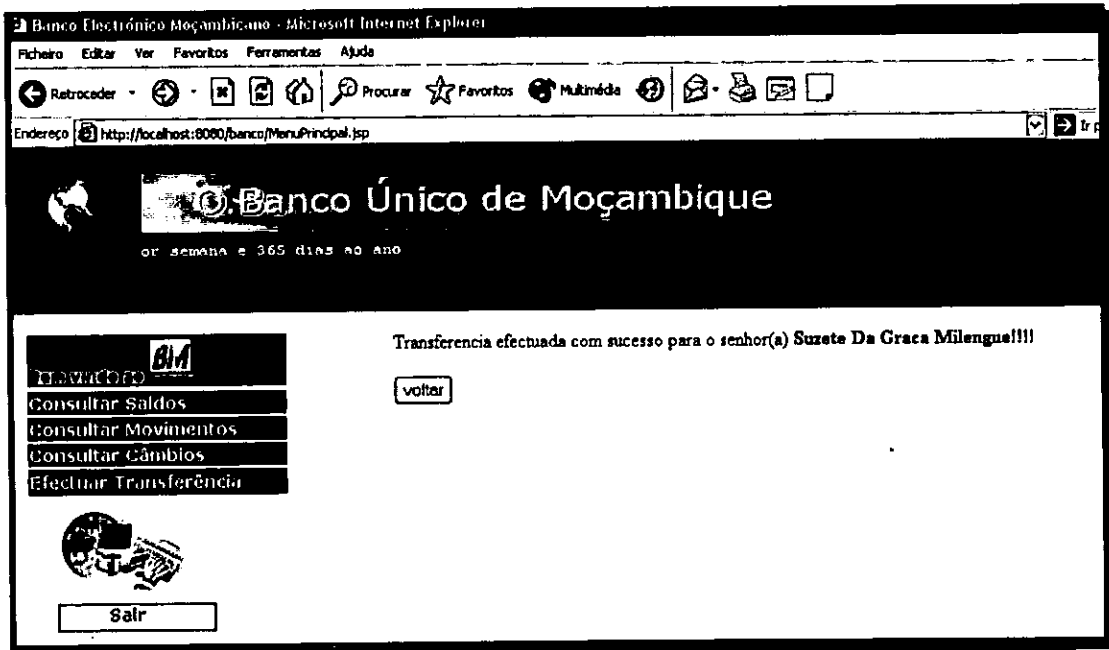 Banco Electrónico Moçambicano - Microsoft Internet Explorer
Ficheiro Editar Ver Favoritos Ferramentas Ajuda
Retroceder Procurar Favoritos Multimédia
Endereço http://localhost:8080/banco/MenuPrincipal.jsp Ir p
O Banco Único de Moçambique
or semana e 365 dias ao ano
Transferencia efectuada com sucesso para o senhor(a) Suzete Da Graca Milengue!!!!
BM
voltar
Consultar Saldos
Consultar Movimentos
Consultar Câmbios
Efectuar Transferência
Sair